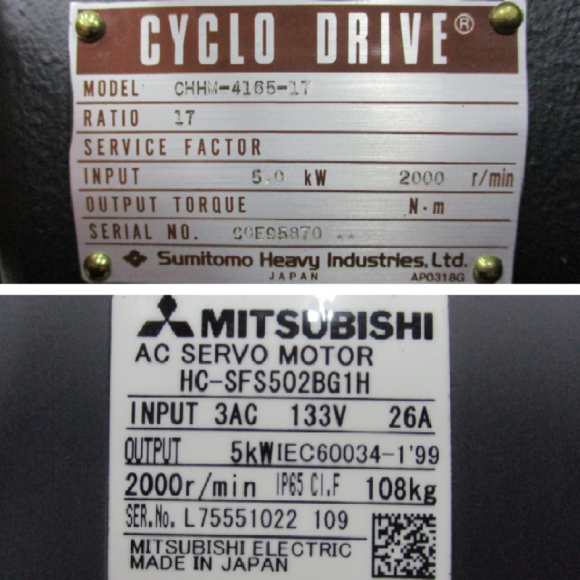 CYCLO DRIVE®
MODEL CHHM-4165-17
RATIO 17
SERVICE FACTOR
INPUT 5.0 kW 2000 r/min
OUTPUT TORQUE N·m
SERIAL NO.
Sumitomo Heavy Industries, Ltd.
JAPAN AP0318G
MITSUBISHI
AC SERVO MOTOR
HC-SFS502BG1H
INPUT 3AC 133V 26A
OUTPUT 5kW IEC60034-1'99
2000r/min IP65 CI.F 108kg
SER.No. L75551022 109
MITSUBISHI ELECTRIC
MADE IN JAPAN